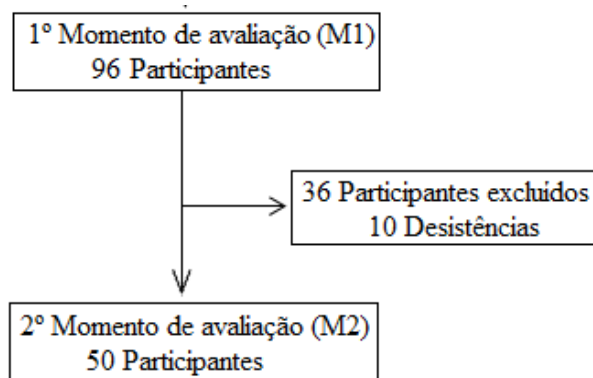 1º Momento de avaliação (M1)
96 Participantes
36 Participantes excluídos
10 Desistências
2º Momento de avaliação (M2)
50 Participantes